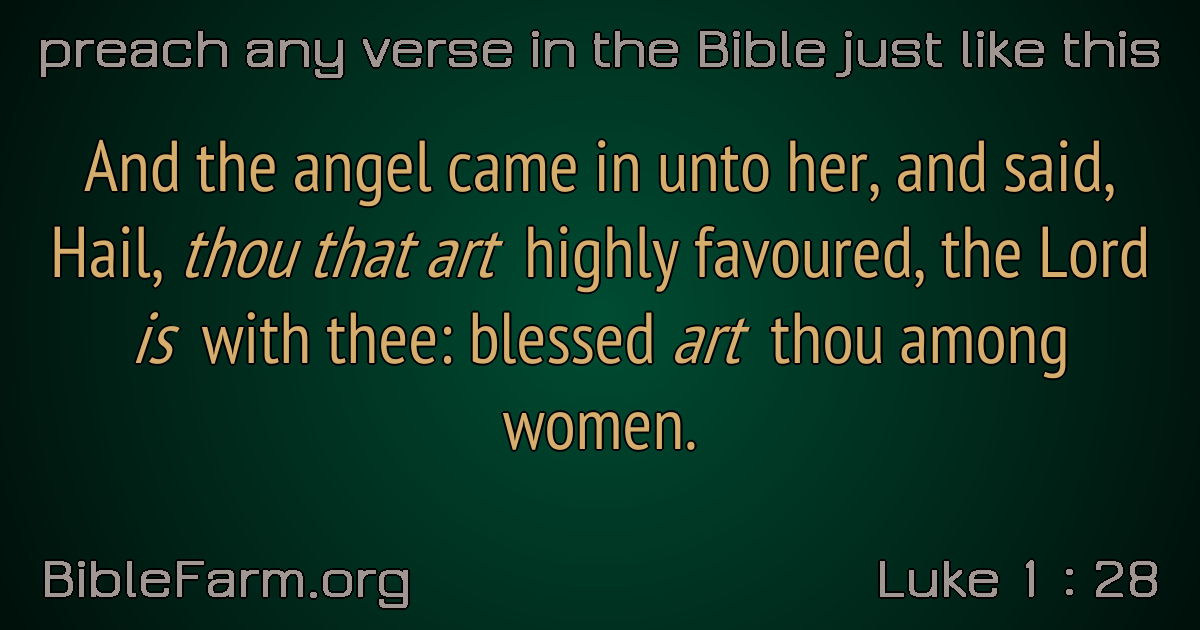 preach any verse in the Bible just like this
And the angel came in unto her, and said,
Hail, thou that art highly favoured, the Lord
is with thee: blessed art thou among
women.
BibleFarm.org
Luke 1 : 28